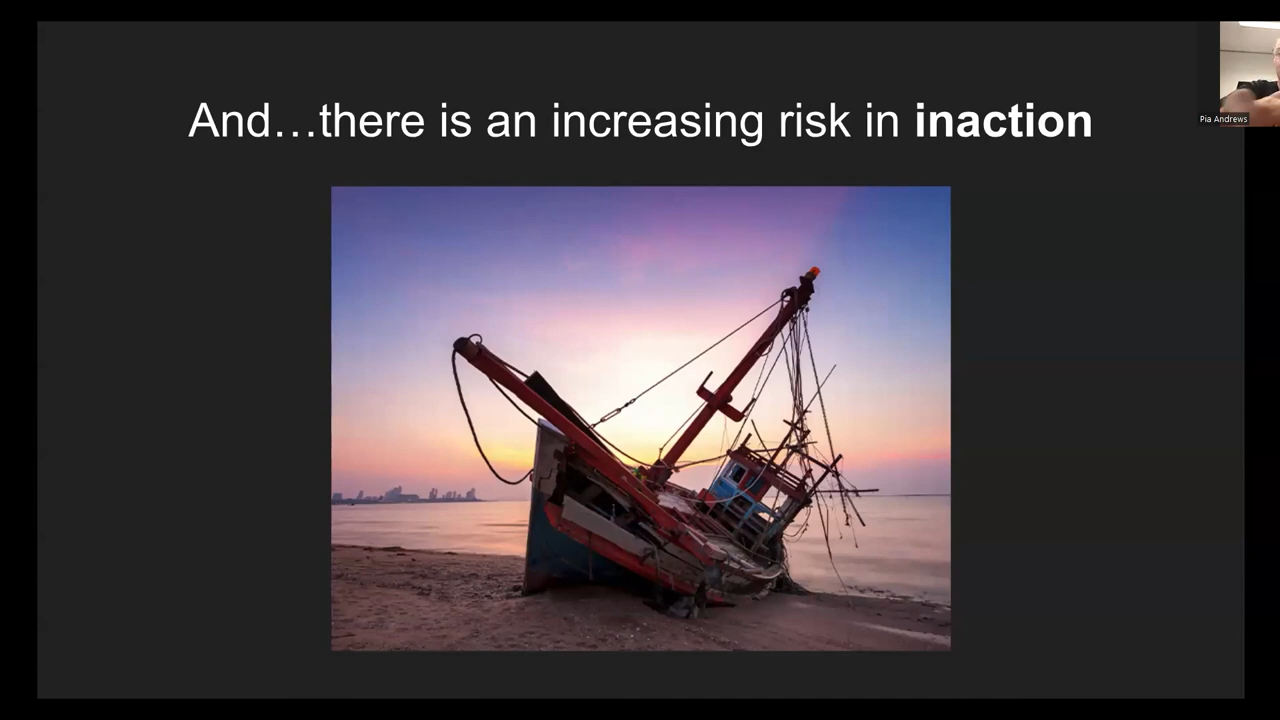 And…there is an increasing risk in inaction
Pia Andrews